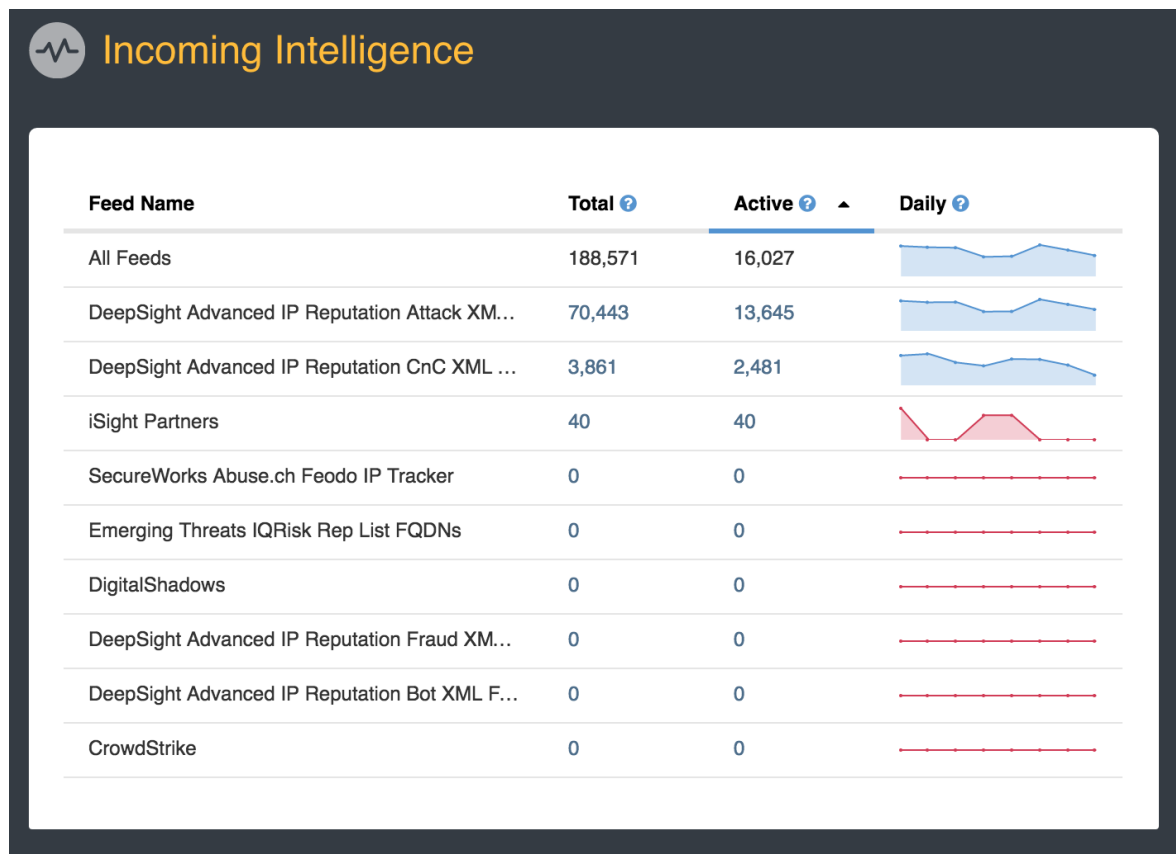 Incoming Intelligence
Feed Name Total ? Active ? Daily ?
All Feeds 188,571 16,027
DeepSight Advanced IP Reputation Attack XM... 70,443 13,645
DeepSight Advanced IP Reputation CnC XML ... 3,861 2,481
iSight Partners 40 40
SecureWorks Abuse.ch Feodo IP Tracker 0 0
Emerging Threats IQRisk Rep List FQDNs 0 0
DigitalShadows 0 0
DeepSight Advanced IP Reputation Fraud XM... 0 0
DeepSight Advanced IP Reputation Bot XML F... 0 0
CrowdStrike 0 0